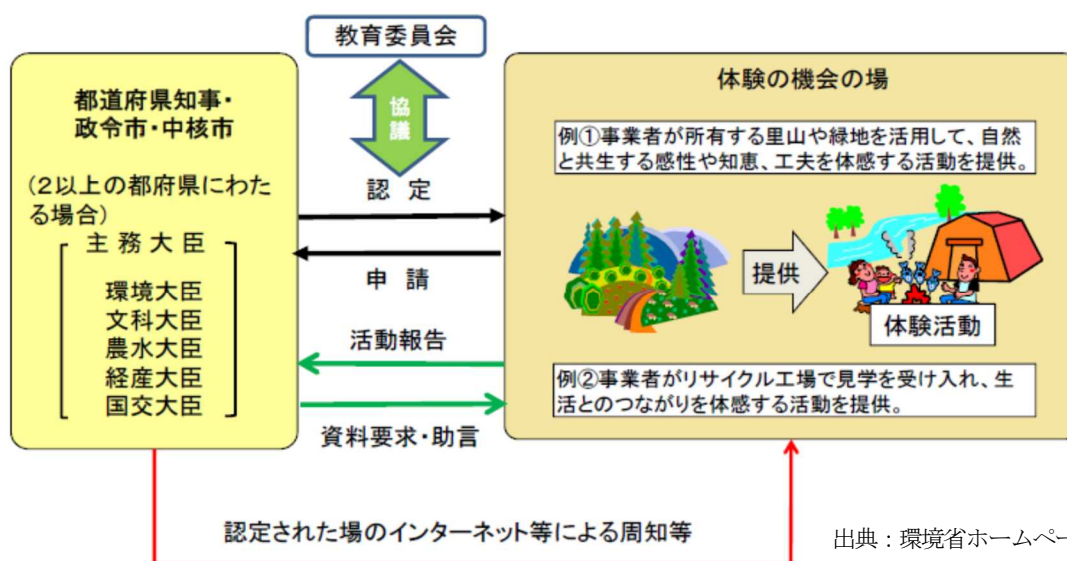 教育委員会
協議
都道府県知事・
政令市・中核市
(2以上の都府県にわた
る場合)
主務大臣
環境大臣
文科大臣
農水大臣
経産大臣
国交大臣
認 定
申 請
活動報告
資料要求・助言
体験の機会の場
例①事業者が所有する里山や緑地を活用して、自然
と共生する感性や知恵、工夫を体感する活動を提供。
提供
体験活動
例②事業者がリサイクル工場で見学を受け入れ、生
活とのつながりを体感する活動を提供。
認定された場のインターネット等による周知等
出典：環境省ホームペー